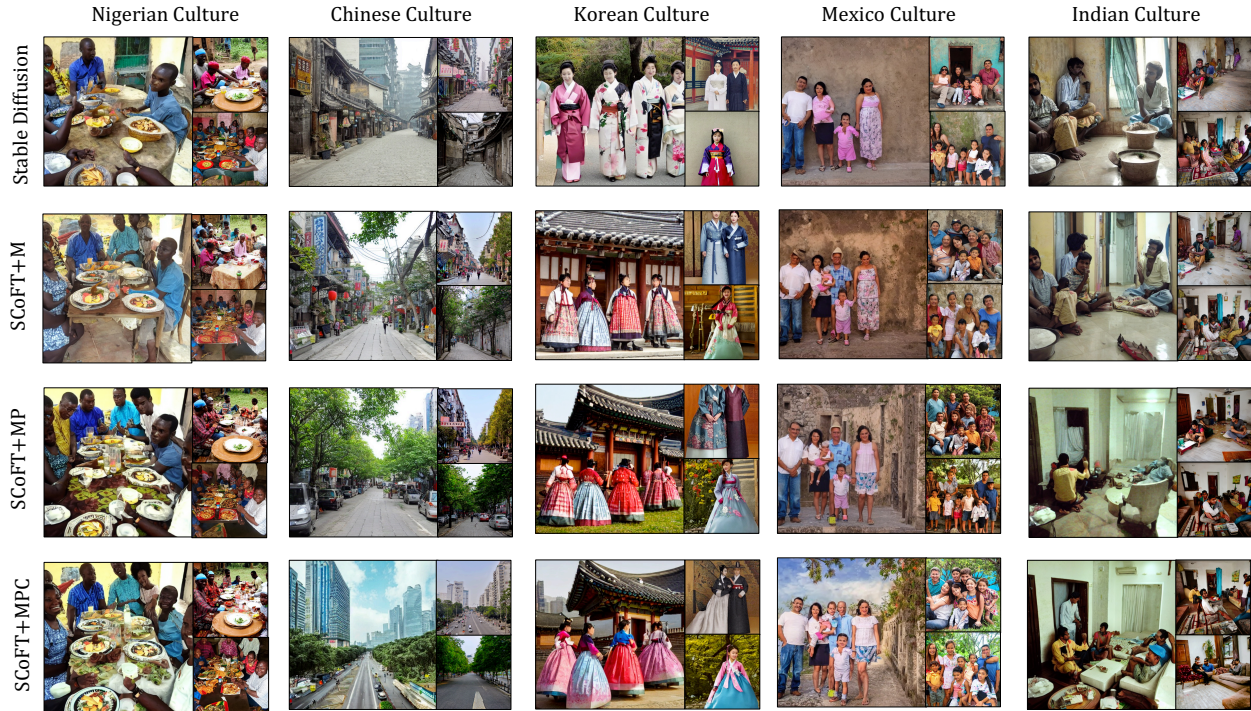 Nigerian Culture
Chinese Culture
Korean Culture
Mexico Culture
Indian Culture
Stable Diffusion
SCoFT+M
SCoFT+MP
SCoFT+MPC